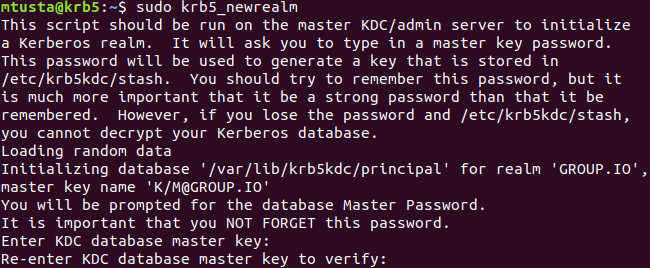 mtusta@krb5:~$ sudo krb5_newrealm
This script should be run on the master KDC/admin server to initialize
a Kerberos realm.  It will ask you to type in a master key password.
This password will be used to generate a key that is stored in
/etc/krb5kdc/stash.  You should try to remember this password, but it
is much more important that it be a strong password than that it be
remembered.  However, if you lose the password and /etc/krb5kdc/stash,
you cannot decrypt your Kerberos database.
Loading random data
Initializing database '/var/lib/krb5kdc/principal' for realm 'GROUP.IO',
master key name 'K/M@GROUP.IO'
You will be prompted for the database Master Password.
It is important that you NOT FORGET this password.
Enter KDC database master key:
Re-enter KDC database master key to verify: